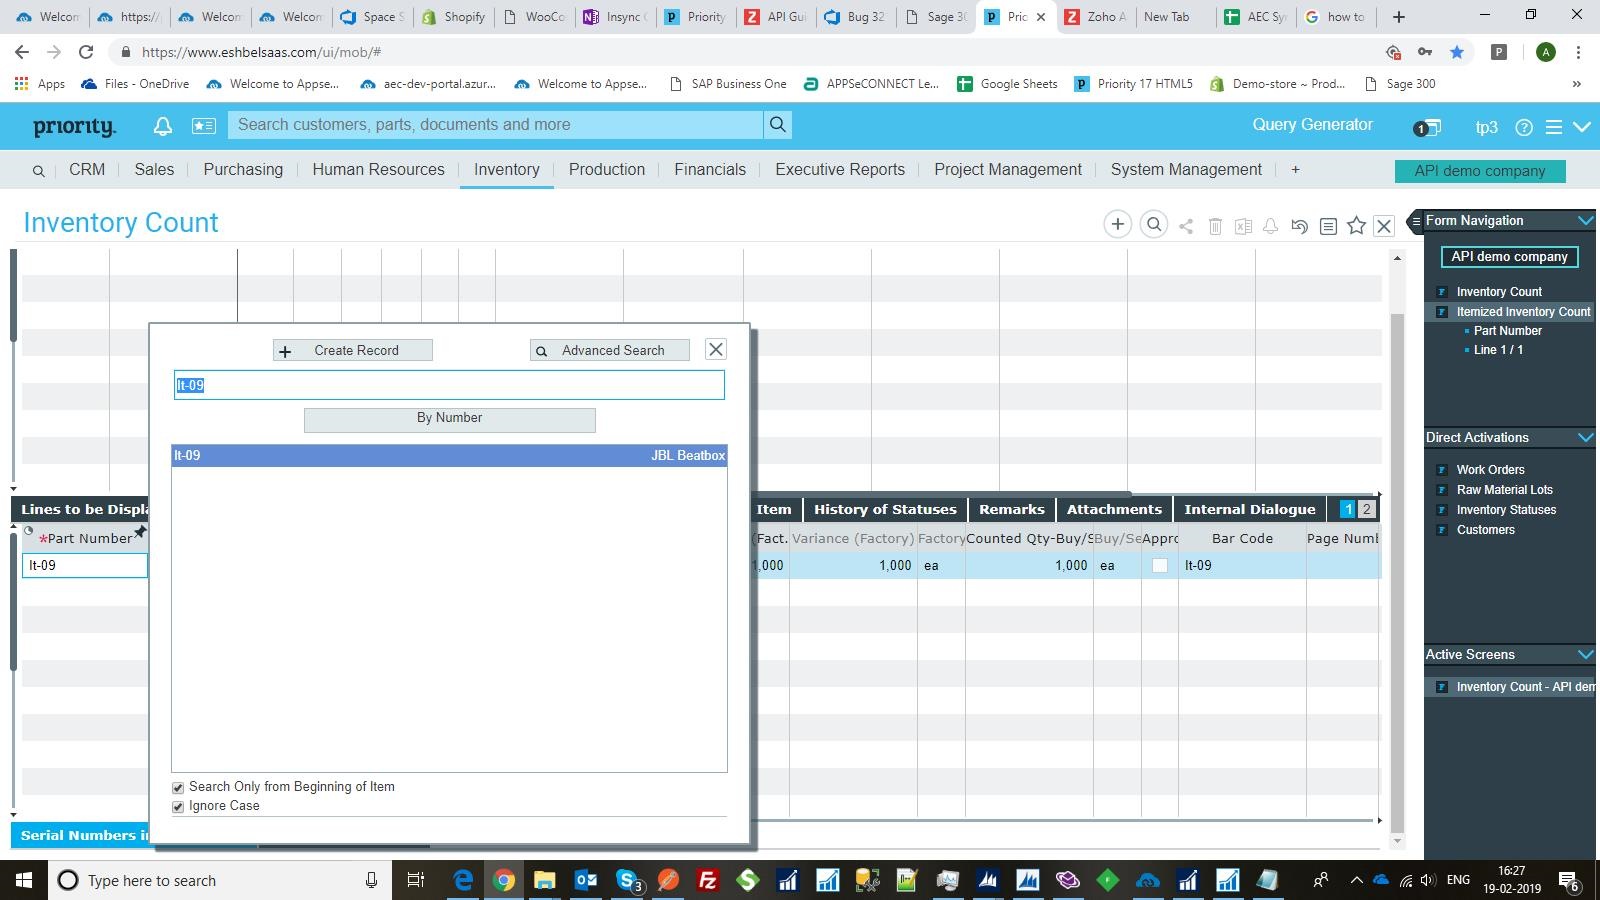 Welcom
https:/
Welcom
Welcom
Space S
Shopify
WooCo
Insync
Priority
API Gui
Bug 32
Sage 30
Pric
Zoho A
New Tab
AEC Sy
how to
https://www.eshbelsaas.com/ui/mob/#
Apps
Files - OneDrive
Welcome to Appse...
aec-dev-portal.azur...
Welcome to Appse...
SAP Business One
APPSeCONNECT Le...
Google Sheets
Priority 17 HTML5
Demo-store ~ Prod...
Sage 300
priority.
Search customers, parts, documents and more
Query Generator
1
tp3
CRM
Sales
Purchasing
Human Resources
Inventory
Production
Financials
Executive Reports
Project Management
System Management
+
API demo company
Inventory Count
Form Navigation
API demo company
Inventory Count
Itemized Inventory Count
Part Number
Line 1 / 1
Create Record
Advanced Search
It-09
By Number
It-09 JBL Beatbox
Search Only from Beginning of Item
Ignore Case
Direct Activations
Work Orders
Raw Material Lots
Inventory Statuses
Customers
Lines to be Displa
Item
History of Statuses
Remarks
Attachments
Internal Dialogue
1 2
*Part Number
(Fact.
Variance (Factory)
Factory
Counted Qty-Buy/S
Buy/Se
Appro
Bar Code
Page Numb
It-09
1,000
1,000
ea
1,000
ea
It-09
Active Screens
Inventory Count - API dem
Serial Numbers i
Type here to search
3
ENG
16:27
19-02-2019
6